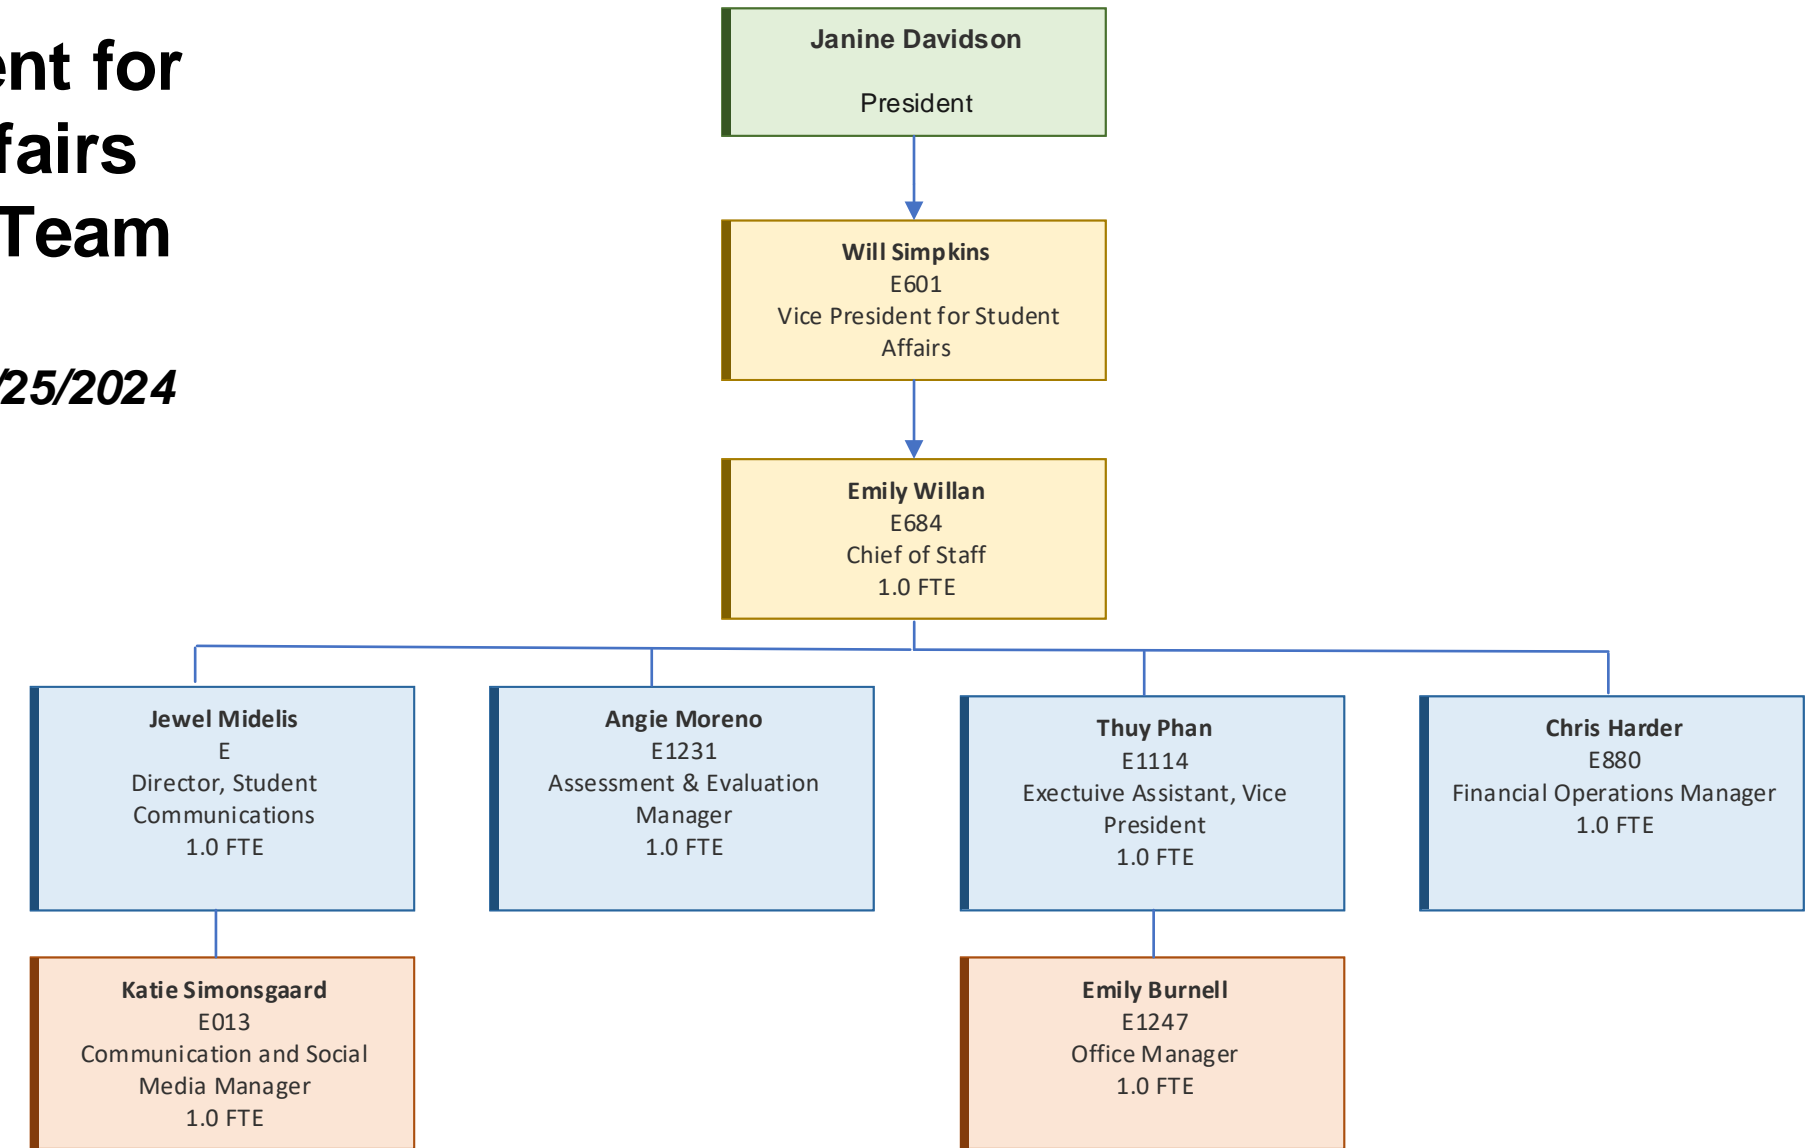 ent for
fairs
Team
/25/2024
Janine Davidson
President
Will Simpkins
E601
Vice President for Student
Affairs
Emily Willan
E684
Chief of Staff
1.0 FTE
Jewel Midelis
E
Director, Student
Communications
1.0 FTE
Angie Moreno
E1231
Assessment & Evaluation
Manager
1.0 FTE
Thuy Phan
E1114
Exectuive Assistant, Vice
President
1.0 FTE
Chris Harder
E880
Financial Operations Manager
1.0 FTE
Katie Simonsgaard
E013
Communication and Social
Media Manager
1.0 FTE
Emily Burnell
E1247
Office Manager
1.0 FTE